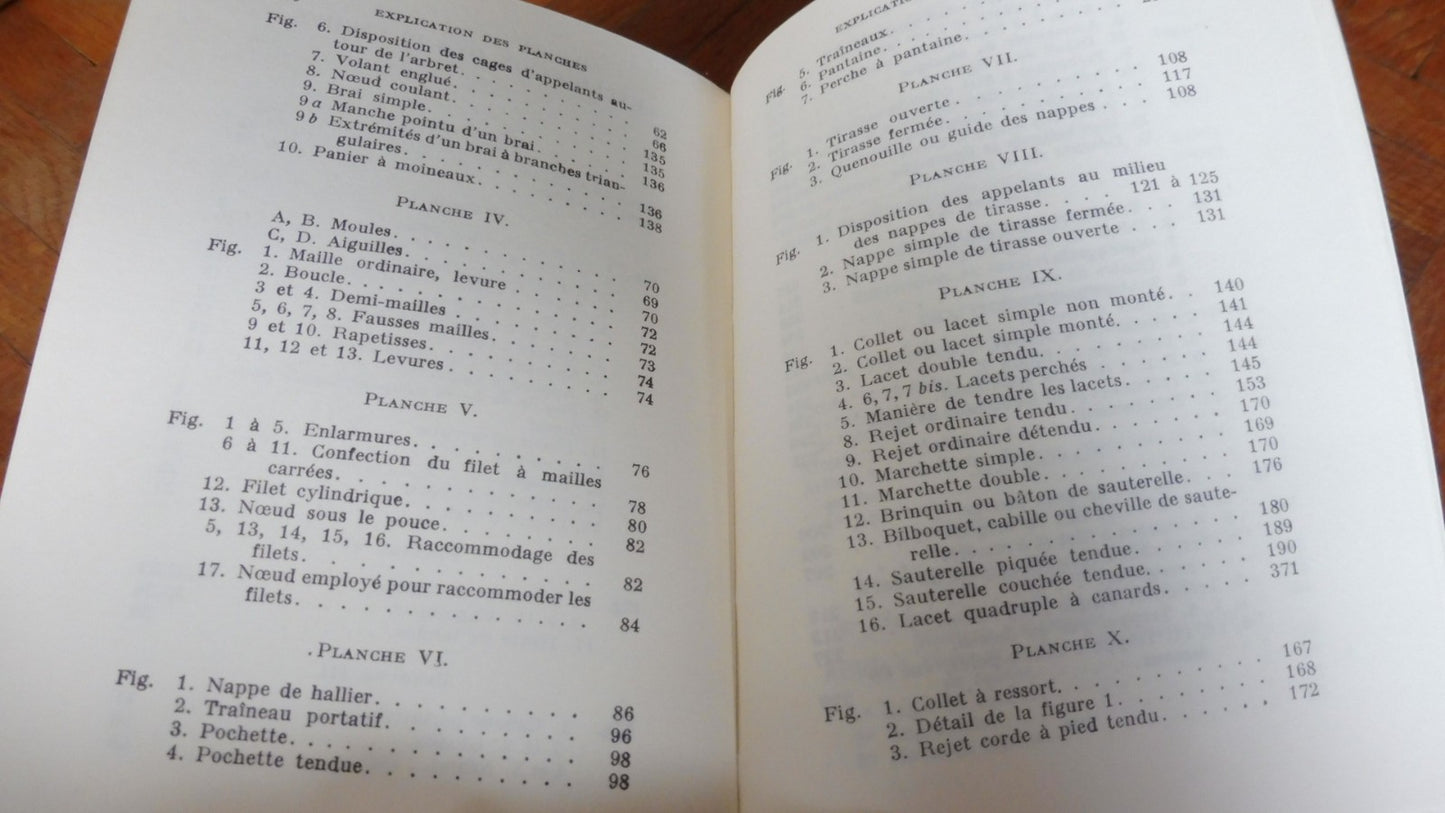 EXPLICATION DES PLANCHES
Fig. 6. Disposition des cages d'appelants au-
tour de l'arbret. . . . . . . . . . 62
7. Volant englué. . . . . . . . . . . 66
8. Nœud coulant . . . . . . . . . . . 135
9. Brai simple. . . . . . . . . . . . 135
9 a Manche pointu d'un brai. . . . . . 136
9 b Extrémités d'un brai à branches trian-
gulaires. . . . . . . . . . . . . 136
10. Panier à moineaux. . . . . . . . . 138
PLANCHE IV.
A, B. Moules. . . . . . . . . . . 70
C, D. Aiguilles. . . . . . . . . . 69
Fig. 1. Maille ordinaire, levure . . . . . . 70
2. Boucle. . . . . . . . . . . . . . 72
3 et 4. Demi-mailles . . . . . . . . 72
5, 6, 7, 8. Fausses mailles. . . . . . 73
9 et 10. Rapetisses. . . . . . . . . 74
11, 12 et 13. Levures . . . . . . . . 74
PLANCHE V.
Fig. 1 à 5. Enlarmures. . . . . . . . . . 76
6 à 11. Confection du filet à mailles
carrées. . . . . . . . . . . . . 78
12. Filet cylindrique. . . . . . . . . . 80
13. Nœud sous le pouce. . . . . . . . . 82
5, 13, 14, 15, 16. Raccommodage des
filets. . . . . . . . . . . . . . 82
17. Nœud employé pour raccommoder les
filets. . . . . . . . . . . . . . 84
PLANCHE VI.
Fig. 1. Nappe de hallier. . . . . . . . . . 86
2. Traîneau portatif. . . . . . . . . . 96
3. Pochette. . . . . . . . . . . . . 98
4. Pochette tendue. . . . . . . . . . 98
EXPLICATION
Fig. 5. Traîneaux. . . . . . . . .
6. Pantaine. . . . . . . . . .
7. Perche à pantaine . . . . . .
PLANCHE VII.
Fig. 1. Tirasse ouverte . . . . . . . . . . 108
2. Tirasse fermée. . . . . . . . . . . 117
3. Quenouille ou guide des nappes . . . 108
PLANCHE VIII.
Fig. 1. Disposition des appelants au milieu
des nappes de tirasse. . . . . 121 à 125
2. Nappe simple de tirasse fermée. . . 131
3. Nappe simple de tirasse ouverte . . . 131
PLANCHE IX.
Fig. 1. Collet ou lacet simple non monté. . 140
2. Collet ou lacet simple monté. . . . . 141
3. Lacet double tendu. . . . . . . . . 144
4. 6, 7, 7 bis. Lacets perchés . . . . . 144
5. Manière de tendre les lacets. . . . . 145
8. Rejet ordinaire tendu . . . . . . . 153
9. Rejet ordinaire détendu . . . . . . 170
10. Marchette simple. . . . . . . . . . 169
11. Marchette double. . . . . . . . . . 170
12. Brinquin ou bâton de sauterelle. . . 176
13. Bilboquet, cabille ou cheville de saute-
relle. . . . . . . . . . . . . . 180
14. Sauterelle piquée tendue. . . . . . 189
15. Sauterelle couchée tendue. . . . . . 190
16. Lacet quadruple à canards. . . . . . 371
PLANCHE X.
Fig. 1. Collet à ressort. . . . . . . . . . 167
2. Détail de la figure 1. . . . . . . . 168
3. Rejet corde à pied tendu. . . . . . 172